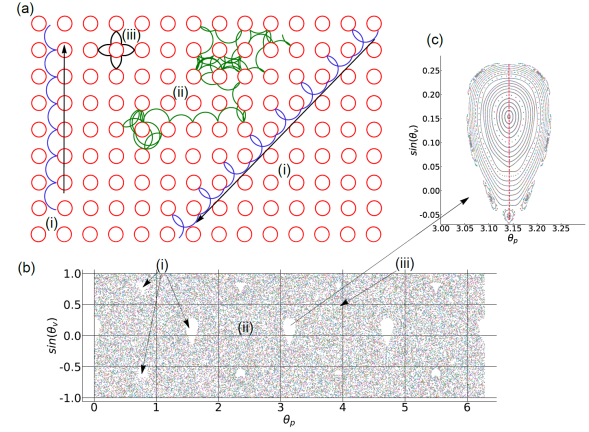 (a)
(iii)
(c)
(ii)
(i)
(i)
0.25
0.20
0.15
0.10
0.05
0.00
-0.05
sin(θv)
3.00 3.05 3.10 3.15 3.20 3.25
θp
(b)
(i)
(iii)
(ii)
1.0
0.5
0.0
-0.5
-1.0
sin(θv)
0 1 2 3 4 5 6
θp